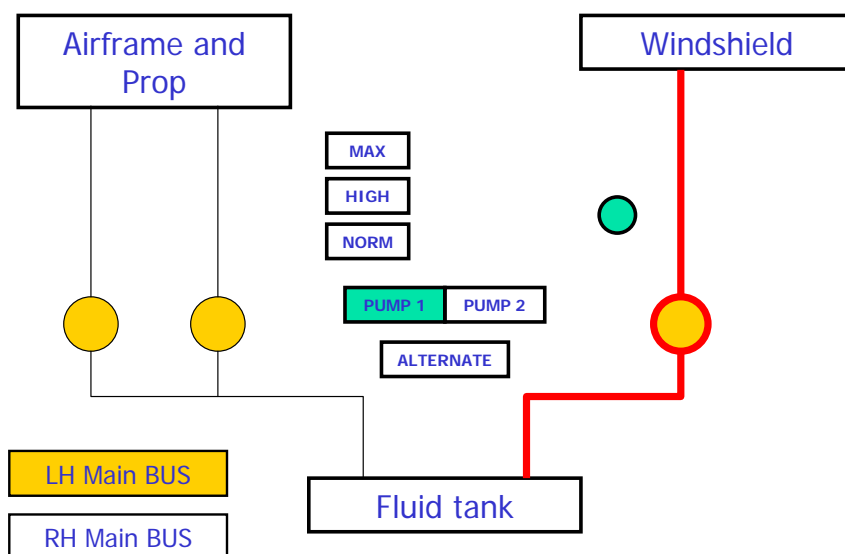 Airframe and
Prop
Windshield
MAX
HIGH
NORM
PUMP 1 PUMP 2
ALTERNATE
LH Main BUS
Fluid tank
RH Main BUS